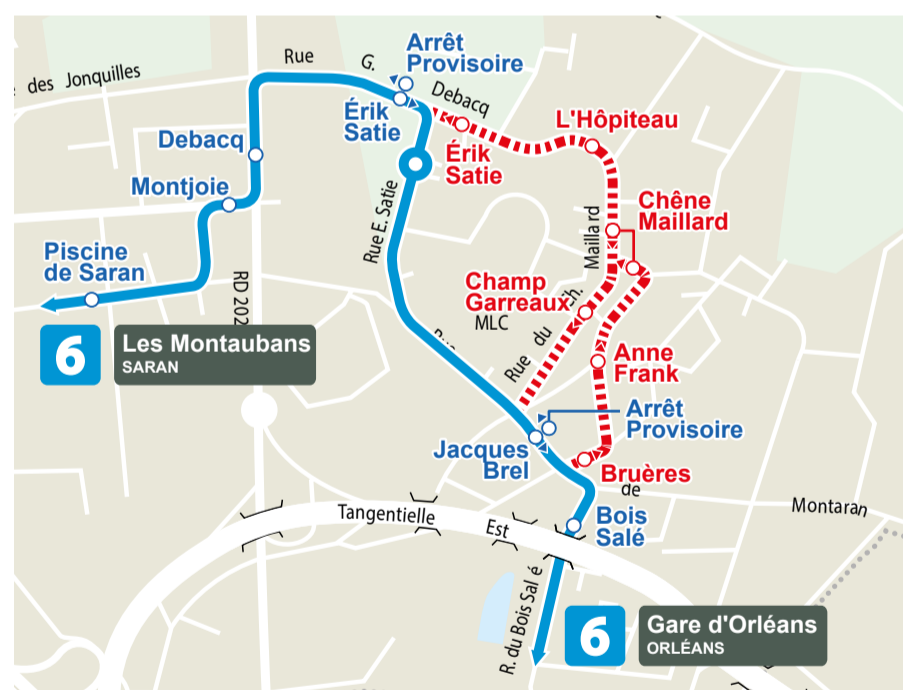 Rue G. Debacq
des Jonquilles
Arrêt
Provisoire
Érik
Satie
Debacq
Montjoie
Piscine
de Saran
RD 202
6
Les Montaubans
SARAN
Rue E. Satie
Érik
Satie
L'Hôpiteau
Chêne
Maillard
Champ
Garreaux
MLC
Rue du Ch. Maillard
Anne
Frank
Arrêt
Provisoire
Jacques
Brel
Bruères
de Montaran
Bois
Salé
Tangentielle Est
R. du Bois Salé
6
Gare d'Orléans
ORLÉANS